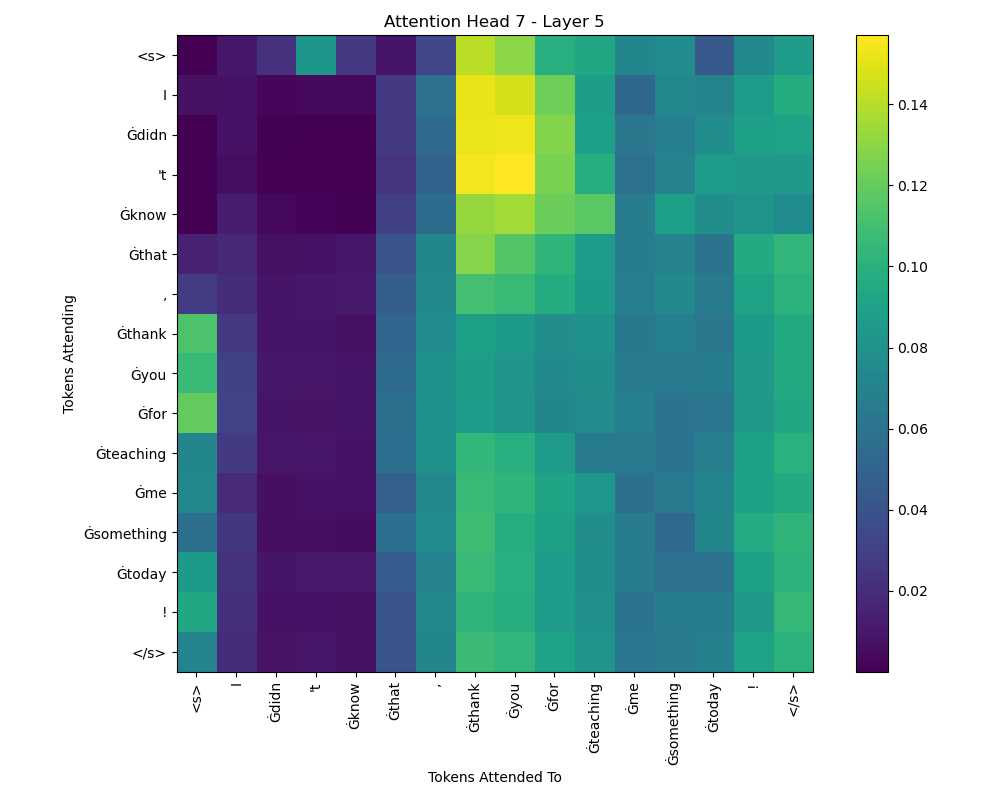 Attention Head 7 - Layer 5
Tokens Attending
<s>
I
Ġdidn
't
Ġknow
Ġthat
,
Ġthank
Ġyou
Ġfor
Ġteaching
Ġme
Ġsomething
Ġtoday
!
</s>
<s>
I
Ġdidn
't
Ġknow
Ġthat
,
Ġthank
Ġyou
Ġfor
Ġteaching
Ġme
Ġsomething
Ġtoday
!
</s>
Tokens Attended To
0.14
0.12
0.10
0.08
0.06
0.04
0.02